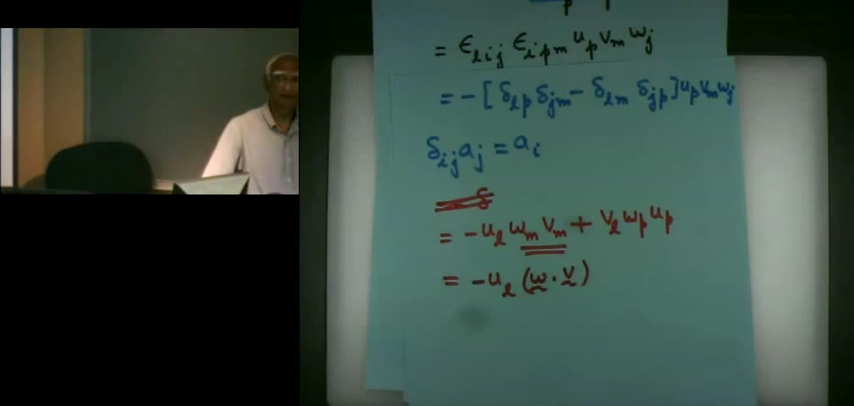 = ϵ_{lij} ϵ_{ipm} u_p v_m w_j
= - [ δ_{lp} δ_{jm} - δ_{lm} δ_{jp} ] u_p v_m w_j
δ_{ij} a_j = a_i
= - u_l w_m v_m + v_l w_p u_p
= - u_l (w · v)